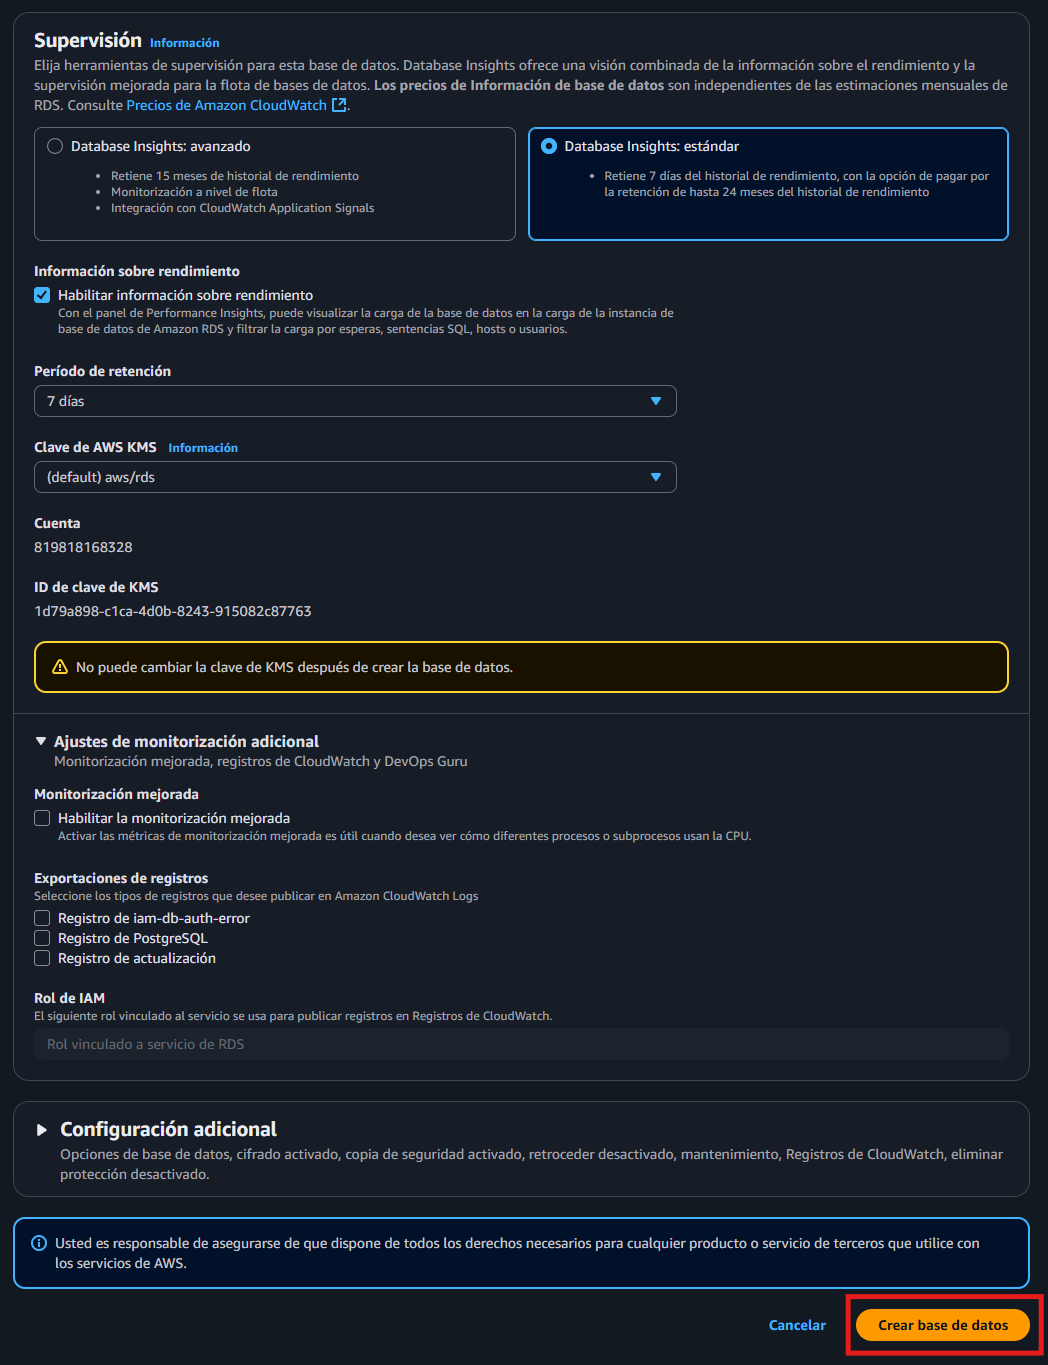 Supervisión Información
Elija herramientas de supervisión para esta base de datos. Database Insights ofrece una visión combinada de la información sobre el rendimiento y la
supervisión mejorada para la flota de bases de datos. Los precios de Información de base de datos son independientes de las estimaciones mensuales de
RDS. Consulte Precios de Amazon CloudWatch.
Database Insights: avanzado
Retiene 15 meses de historial de rendimiento
Monitorización a nivel de flota
Integración con CloudWatch Application Signals
Database Insights: estándar
Retiene 7 días del historial de rendimiento, con la opción de pagar por
la retención de hasta 24 meses del historial de rendimiento
Información sobre rendimiento
Habilitar información sobre rendimiento
Con el panel de Performance Insights, puede visualizar la carga de la base de datos en la carga de la instancia de
base de datos de Amazon RDS y filtrar la carga por esperas, sentencias SQL, hosts o usuarios.
Período de retención
7 días
Clave de AWS KMS Información
(default) aws/rds
Cuenta
819818168328
ID de clave de KMS
1d79a898-c1ca-4d0b-8243-915082c87763
No puede cambiar la clave de KMS después de crear la base de datos.
Ajustes de monitorización adicional
Monitorización mejorada, registros de CloudWatch y DevOps Guru
Monitorización mejorada
Habilitar la monitorización mejorada
Activar las métricas de monitorización mejorada es útil cuando desea ver cómo diferentes procesos o subprocesos usan la CPU.
Exportaciones de registros
Seleccione los tipos de registros que desee publicar en Amazon CloudWatch Logs
Registro de iam-db-auth-error
Registro de PostgreSQL
Registro de actualización
Rol de IAM
El siguiente rol vinculado al servicio se usa para publicar registros en Registros de CloudWatch.
Rol vinculado a servicio de RDS
Configuración adicional
Opciones de base de datos, cifrado activado, copia de seguridad activado, retroceder desactivado, mantenimiento, Registros de CloudWatch, eliminar
protección desactivado.
Usted es responsable de asegurarse de que dispone de todos los derechos necesarios para cualquier producto o servicio de terceros que utilice con
los servicios de AWS.
Cancelar
Crear base de datos